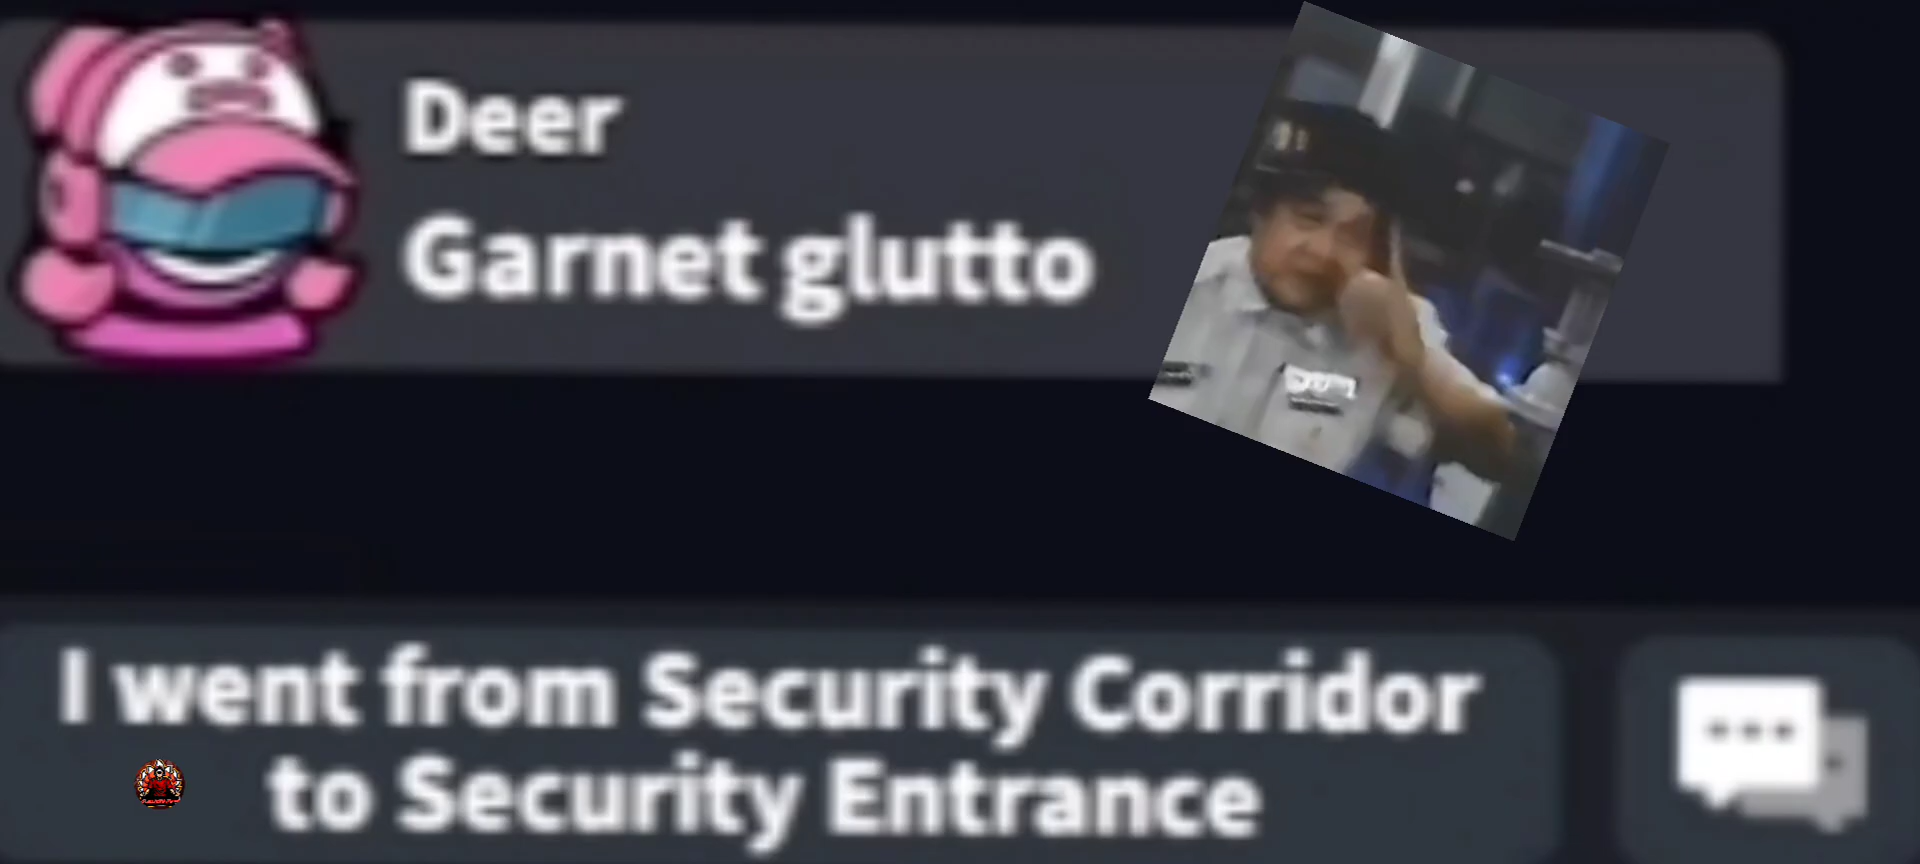 Deer
Garnet glutto
I went from Security Corridor
to Security Entrance